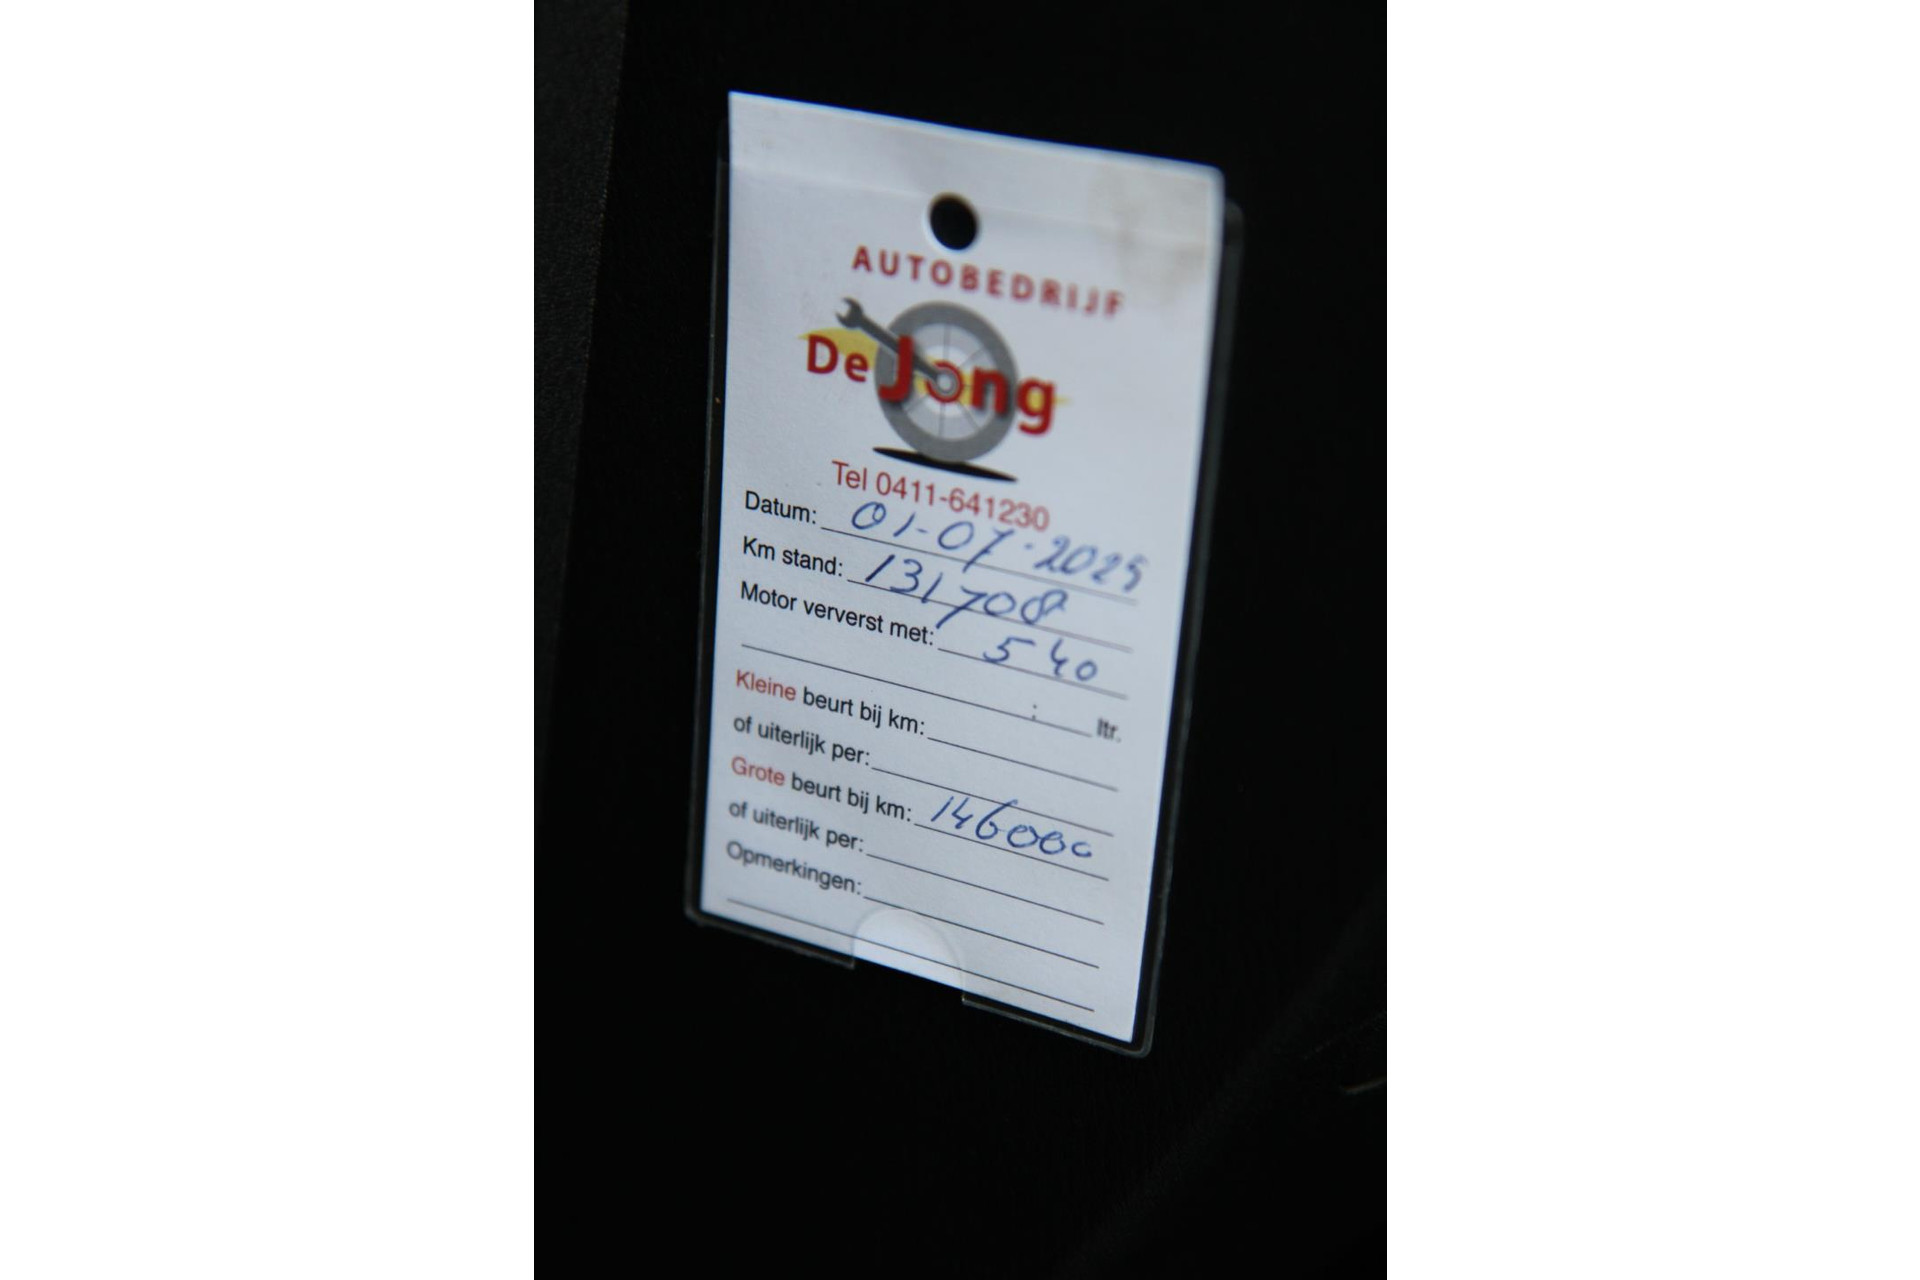 AUTOBEDRIJF
De Jong
Tel 0411-641230
Datum: 01-07-2025
Km stand: 131708
Motor ververst met: 5 40
: ltr.
Kleine beurt bij km:
of uiterlijk per:
Grote beurt bij km: 146000
of uiterlijk per:
Opmerkingen: